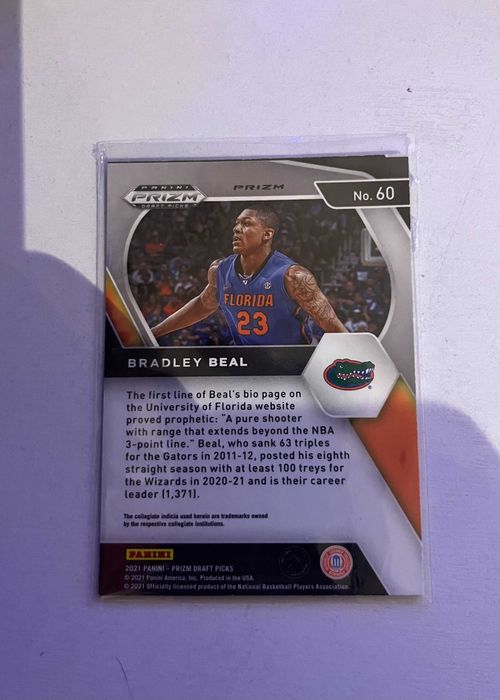 PANINI
PRIZM
DRAFT PICKS
PRIZM
No. 60
FLORIDA
23
BRADLEY BEAL
The first line of Beal's bio page on
the University of Florida website
proved prophetic: "A pure shooter
with range that extends beyond the NBA
3-point line." Beal, who sank 63 triples
for the Gators in 2011-12, posted his eighth
straight season with at least 100 treys for
the Wizards in 2020-21 and is their career
leader (1,371).
The collegiate indicia used herein are trademarks owned
by the respective collegiate institutions.
PANINI
2021 PANINI – PRIZM DRAFT PICKS
© 2021 Panini America, Inc. Produced in the USA.
© 2021 Officially licensed product of the National Basketball Players Association.